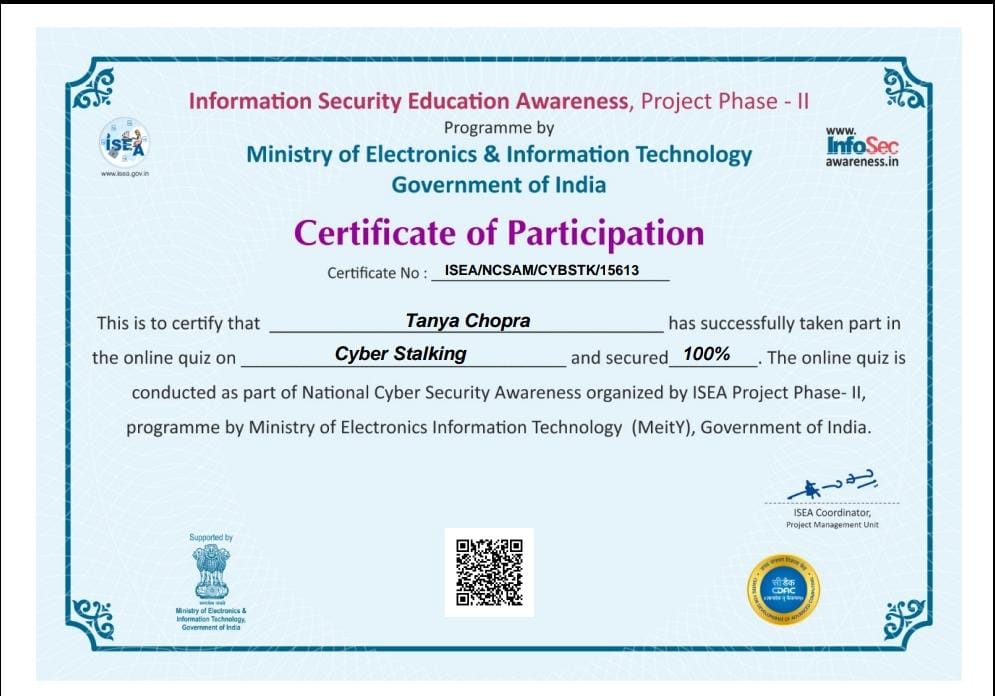 Information Security Education Awareness, Project Phase - II
Programme by
Ministry of Electronics & Information Technology
Government of India
ISEA
www.isea.gov.in
www.
InfoSec
awareness.in
Certificate of Participation
Certificate No : ISEA/NCSAM/CYBSTK/15613
This is to certify that Tanya Chopra has successfully taken part in
the online quiz on Cyber Stalking and secured 100% . The online quiz is
conducted as part of National Cyber Security Awareness organized by ISEA Project Phase- II,
programme by Ministry of Electronics Information Technology (MeitY), Government of India.
ISEA Coordinator,
Project Management Unit
Supported by
सत्यमेव जयते
Ministry of Electronics &
Information Technology,
Government of India
सी डैक
CDAC